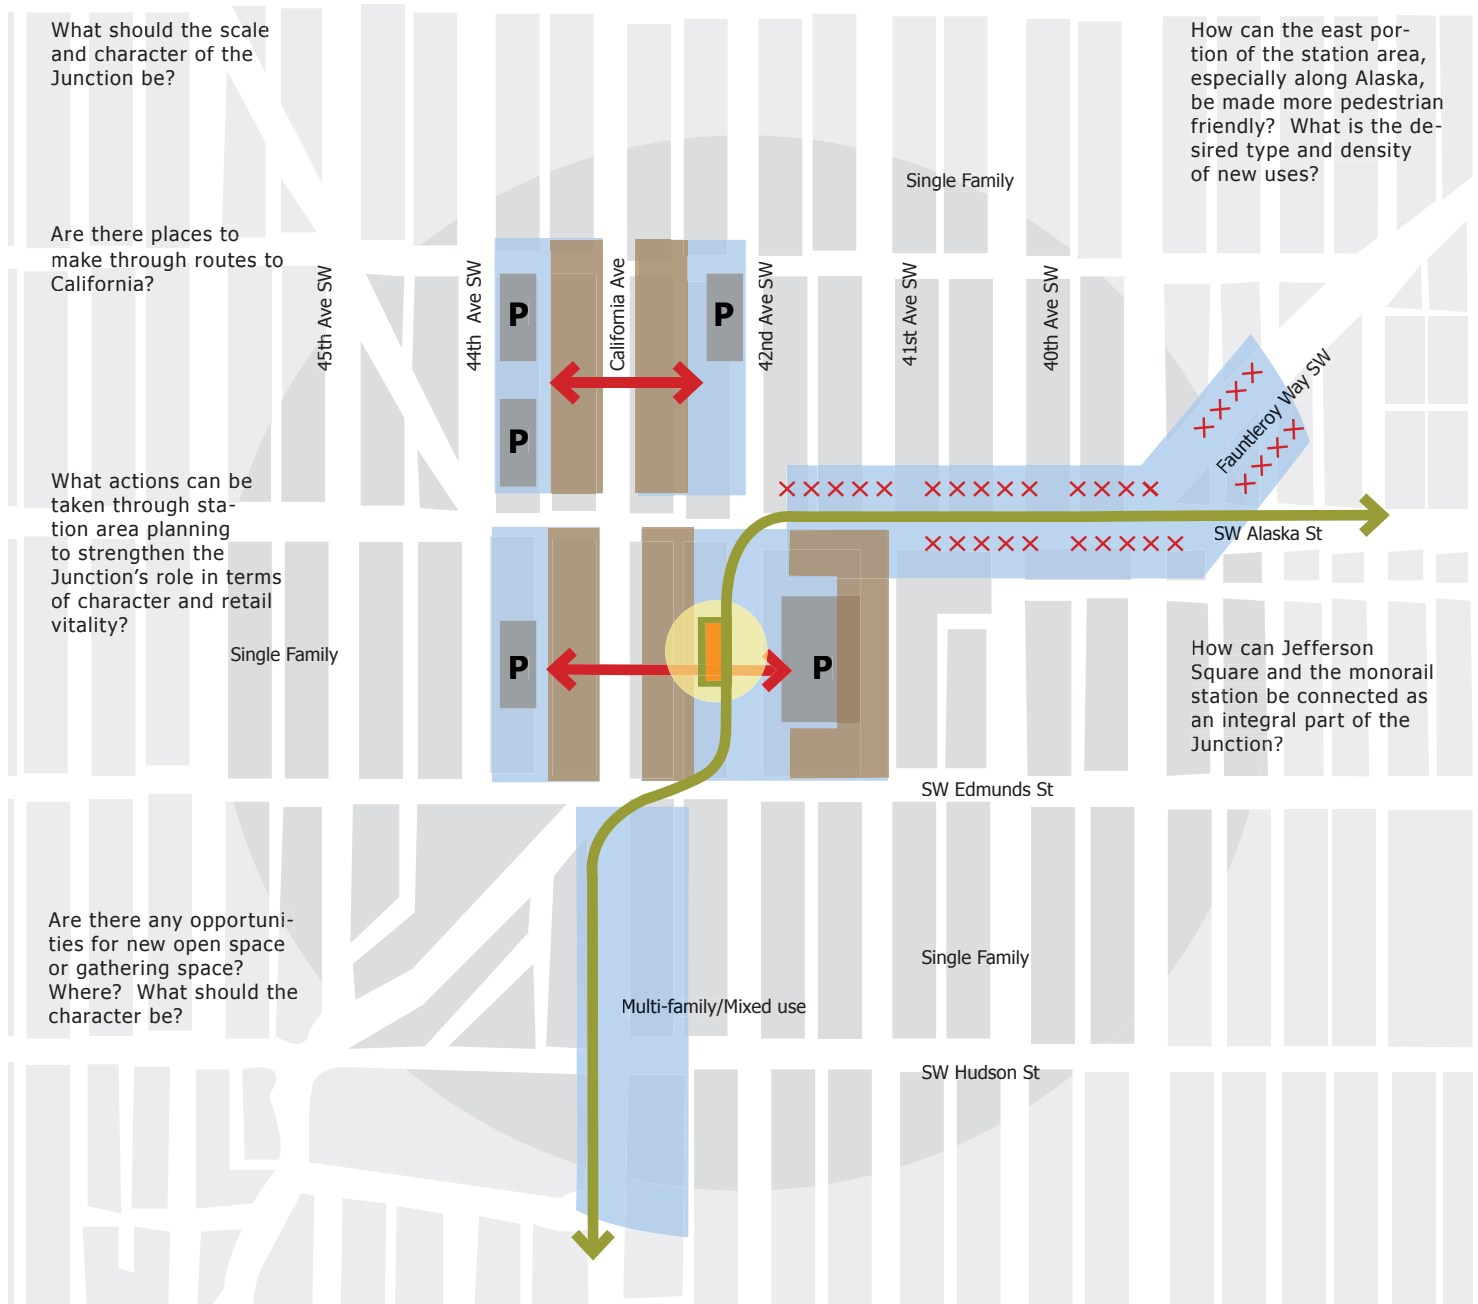 What should the scale
and character of the
Junction be?
How can the east por-
tion of the station area,
especially along Alaska,
be made more pedestrian
friendly?  What is the de-
sired type and density
of new uses?
Single Family
Are there places to
make through routes to
California?
45th Ave SW
44th  Ave SW
California Ave
42nd Ave SW
41st Ave SW
40th Ave SW
Fauntleroy Way SW
P
P
P
What actions can be
taken through sta-
tion area planning
to strengthen the
Junction's role in terms
of character and retail
vitality?
SW Alaska St
Single Family
P
P
How can Jefferson
Square and the monorail
station be connected as
an integral part of the
Junction?
SW Edmunds St
Are there any opportuni-
ties for new open space
or gathering space?
Where?  What should the
character be?
Single Family
Multi-family/Mixed use
SW Hudson St